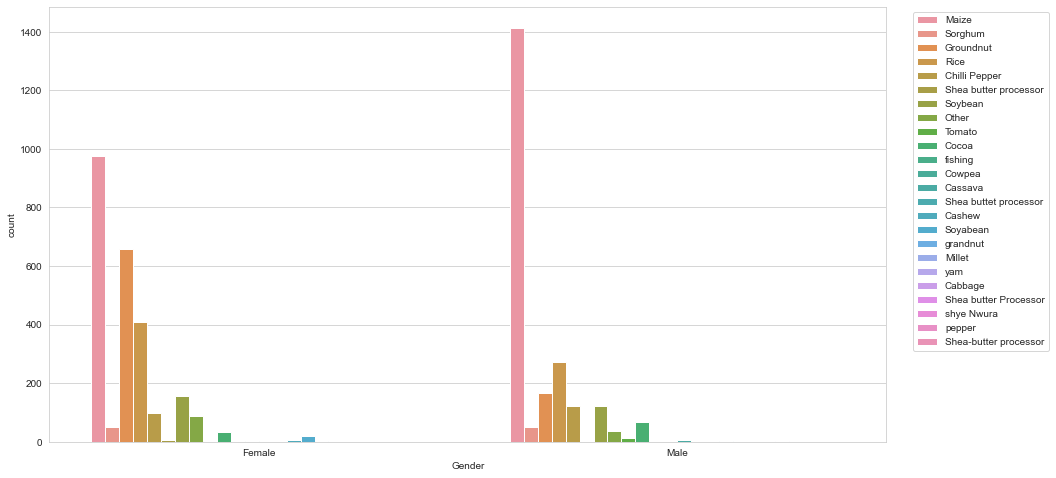 1400
1200
1000
800
600
400
200
0
count
Female
Male
Gender
Maize
Sorghum
Groundnut
Rice
Chilli Pepper
Shea butter processor
Soybean
Other
Tomato
Cocoa
fishing
Cowpea
Cassava
Shea buttet processor
Cashew
Soyabean
grandnut
Millet
yam
Cabbage
Shea butter Processor
shye Nwura
pepper
Shea-butter processor